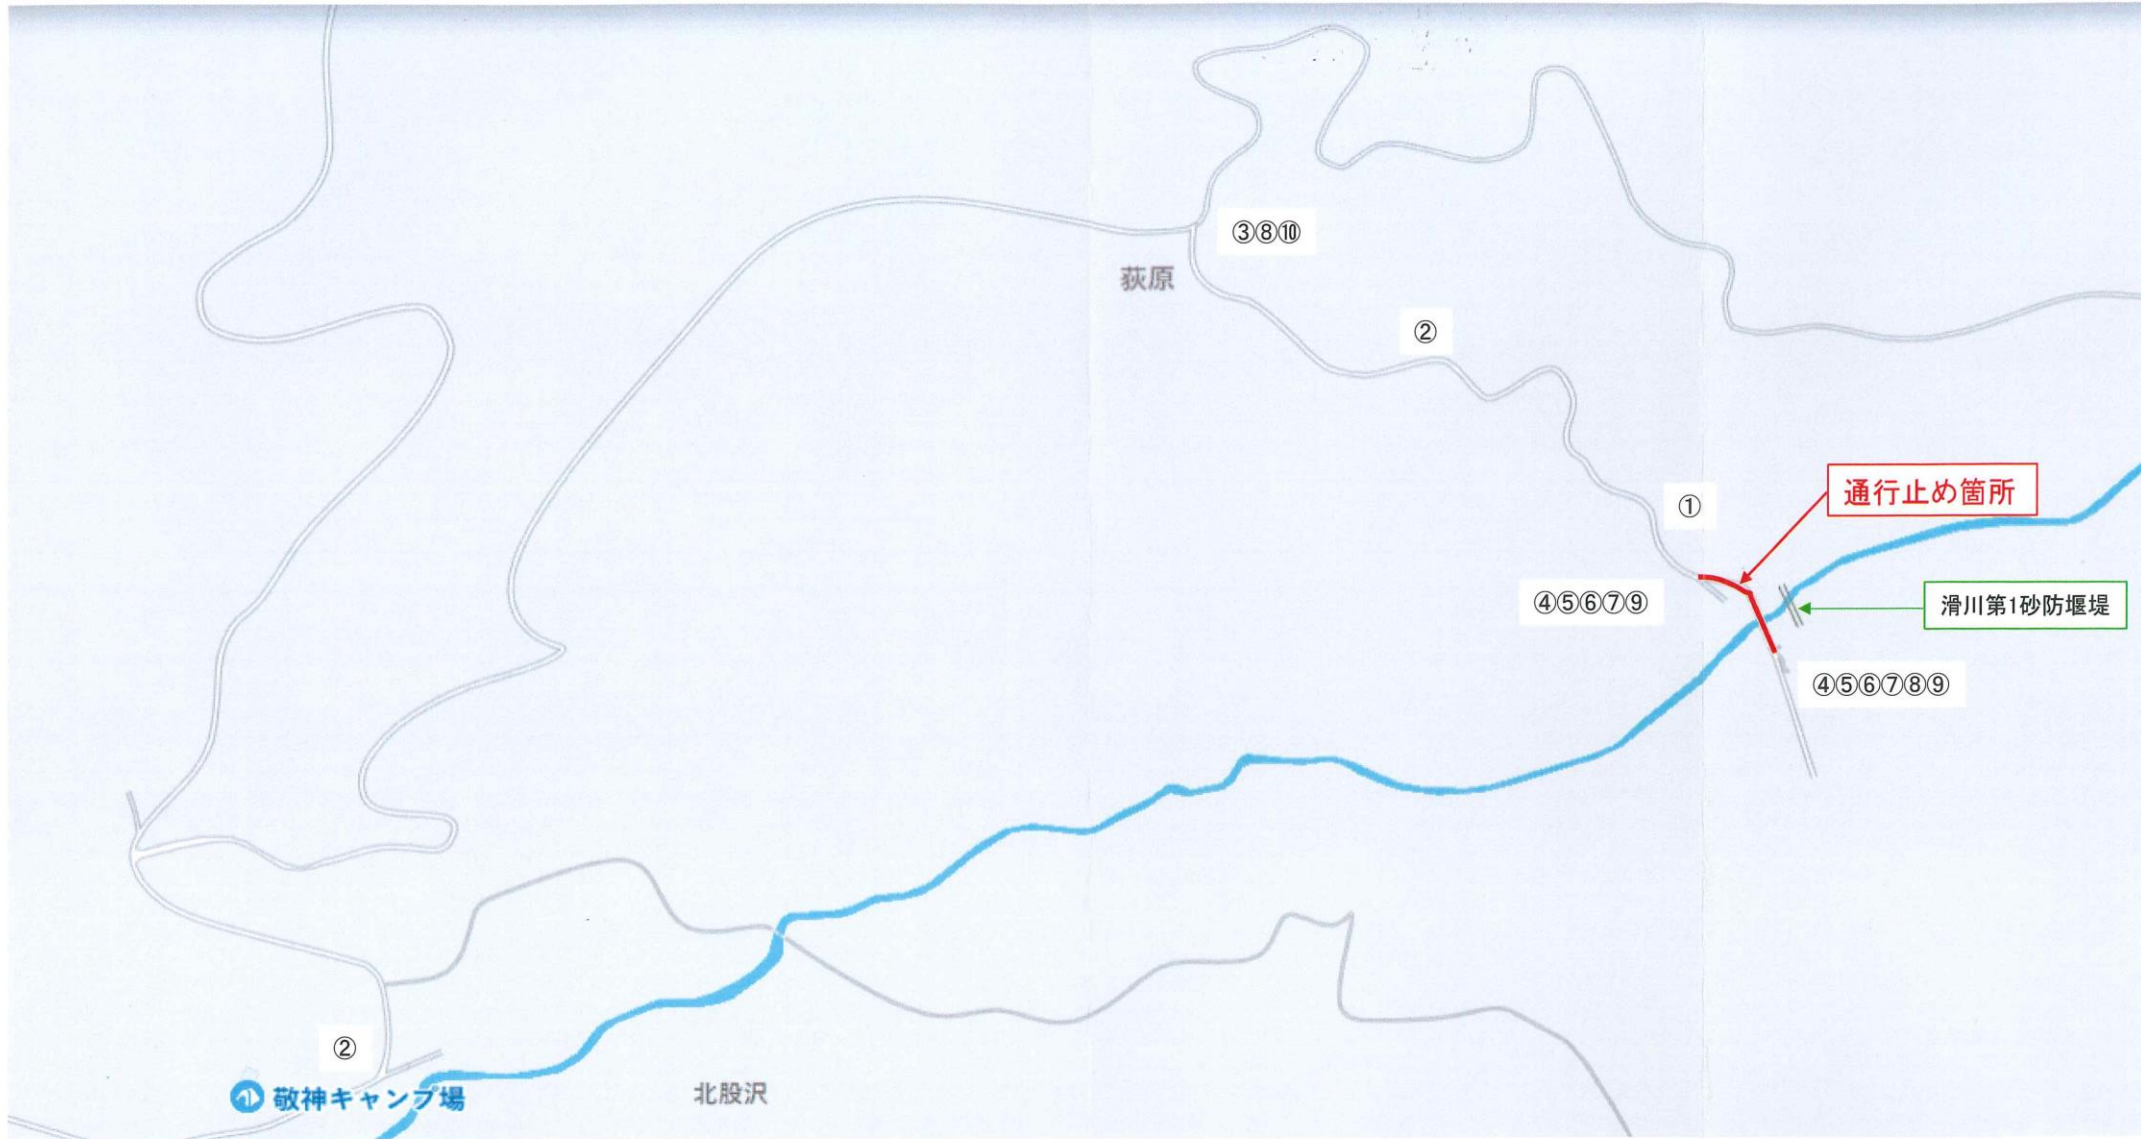 ③⑧⑩
荻原
②
通行止め箇所
①
④⑤⑥⑦⑨
滑川第1砂防堰堤
④⑤⑥⑦⑧⑨
②
敬神キャンプ場
北股沢